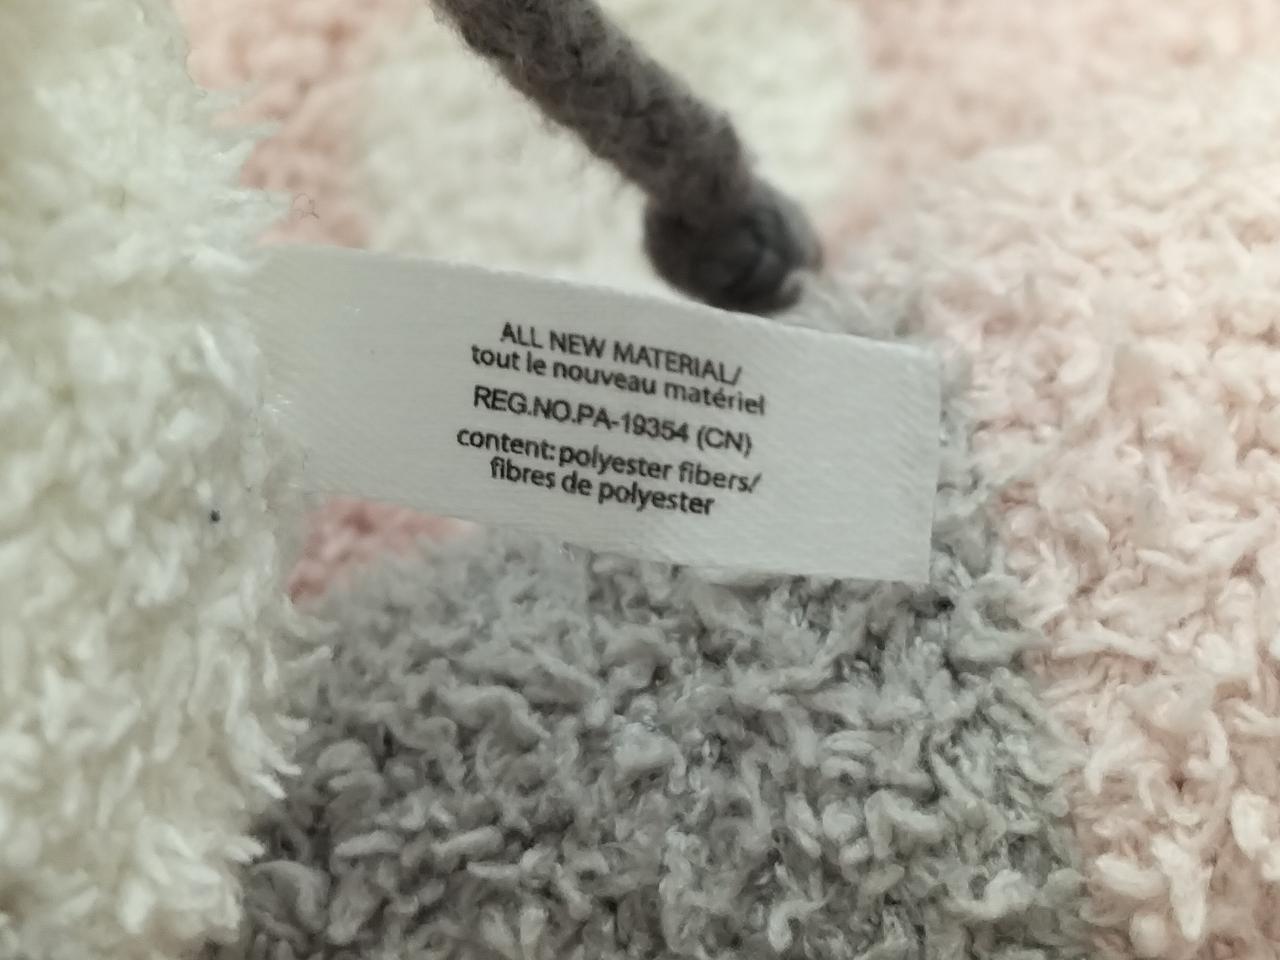 ALL NEW MATERIAL/
tout le nouveau matériel
REG.NO.PA-19354 (CN)
content: polyester fibers/
fibres de polyester